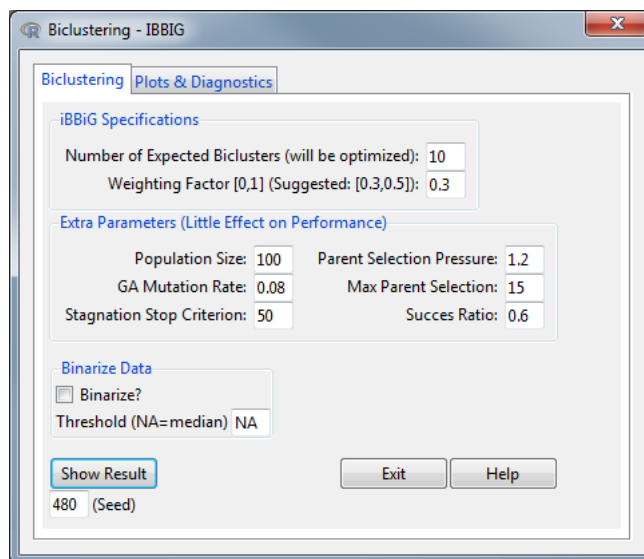 Biclustering - IBBIG
Biclustering Plots & Diagnostics
iBBiG Specifications
Number of Expected Biclusters (will be optimized): 10
Weighting Factor [0,1] (Suggested: [0.3,0.5]): 0.3
Extra Parameters (Little Effect on Performance)
Population Size: 100 Parent Selection Pressure: 1.2
GA Mutation Rate: 0.08 Max Parent Selection: 15
Stagnation Stop Criterion: 50 Succes Ratio: 0.6
Binarize Data
Binarize?
Threshold (NA=median) NA
Show Result Exit Help
480 (Seed)